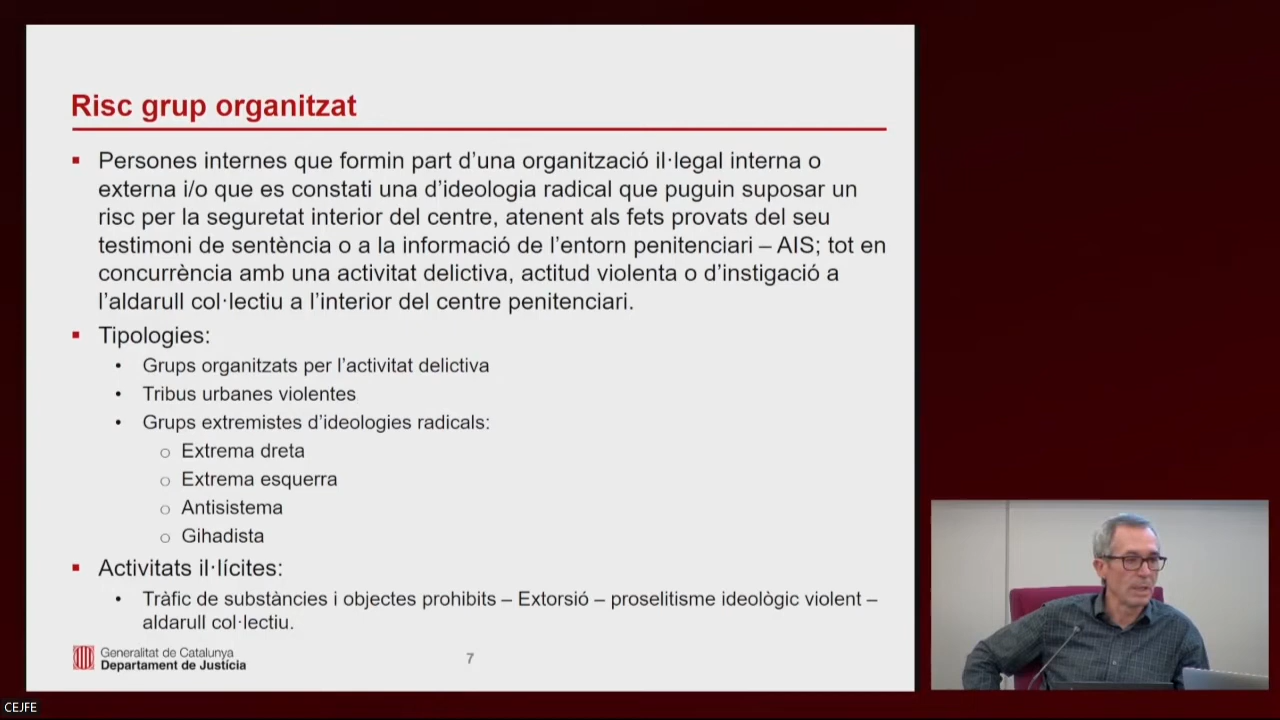 Risc grup organitzat
▪ Persones internes que formin part d’una organització il·legal interna o
externa i/o que es constati una d’ideologia radical que puguin suposar un
risc per la seguretat interior del centre, atenent als fets provats del seu
testimoni de sentència o a la informació de l’entorn penitenciari – AIS; tot en
concurrència amb una activitat delictiva, actitud violenta o d’instigació a
l’aldarull col·lectiu a l’interior del centre penitenciari.
▪ Tipologies:
• Grups organitzats per l’activitat delictiva
• Tribus urbanes violentes
• Grups extremistes d’ideologies radicals:
o Extrema dreta
o Extrema esquerra
o Antisistema
o Gihadista
▪ Activitats il·lícites:
• Tràfic de substàncies i objectes prohibits – Extorsió – proselitisme ideològic violent –
aldarull col·lectiu.
Generalitat de Catalunya
Departament de Justícia
7
CEJFE